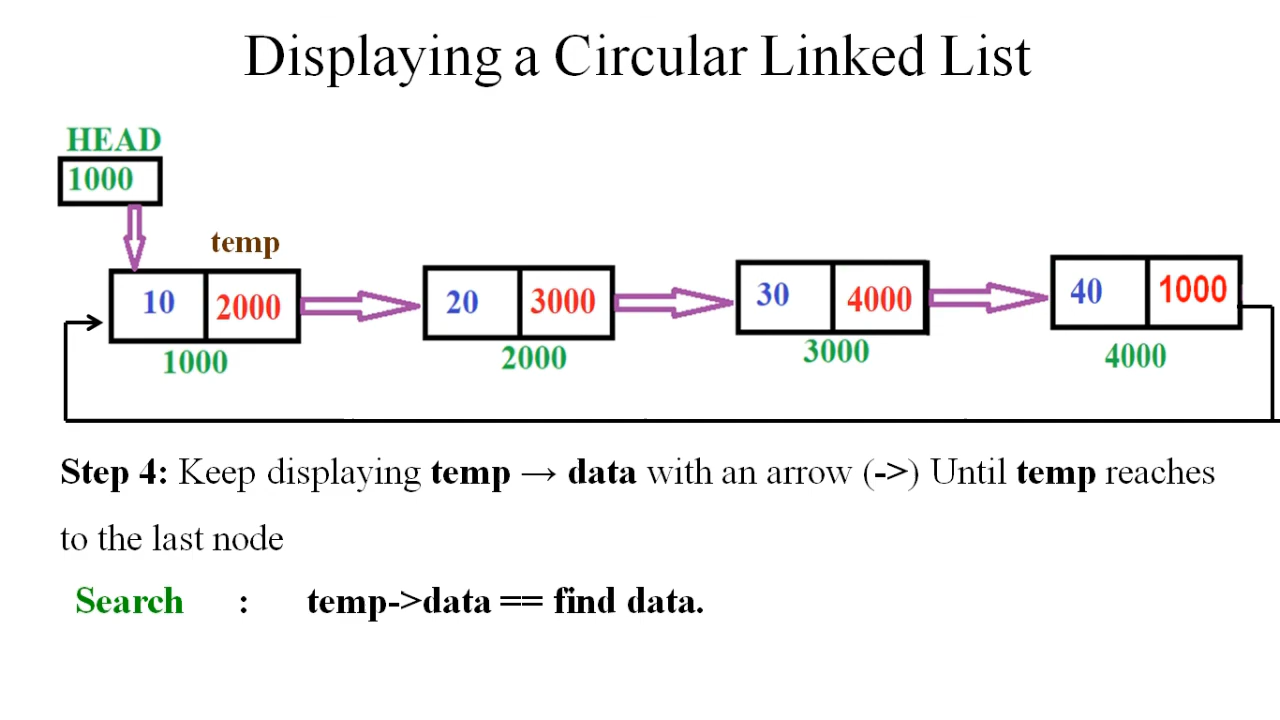 Displaying a Circular Linked List
HEAD
1000
temp
10 2000 20 3000 30 4000 40 1000
1000 2000 3000 4000
Step 4: Keep displaying temp → data with an arrow (->) Until temp reaches
to the last node
Search : temp->data == find data.